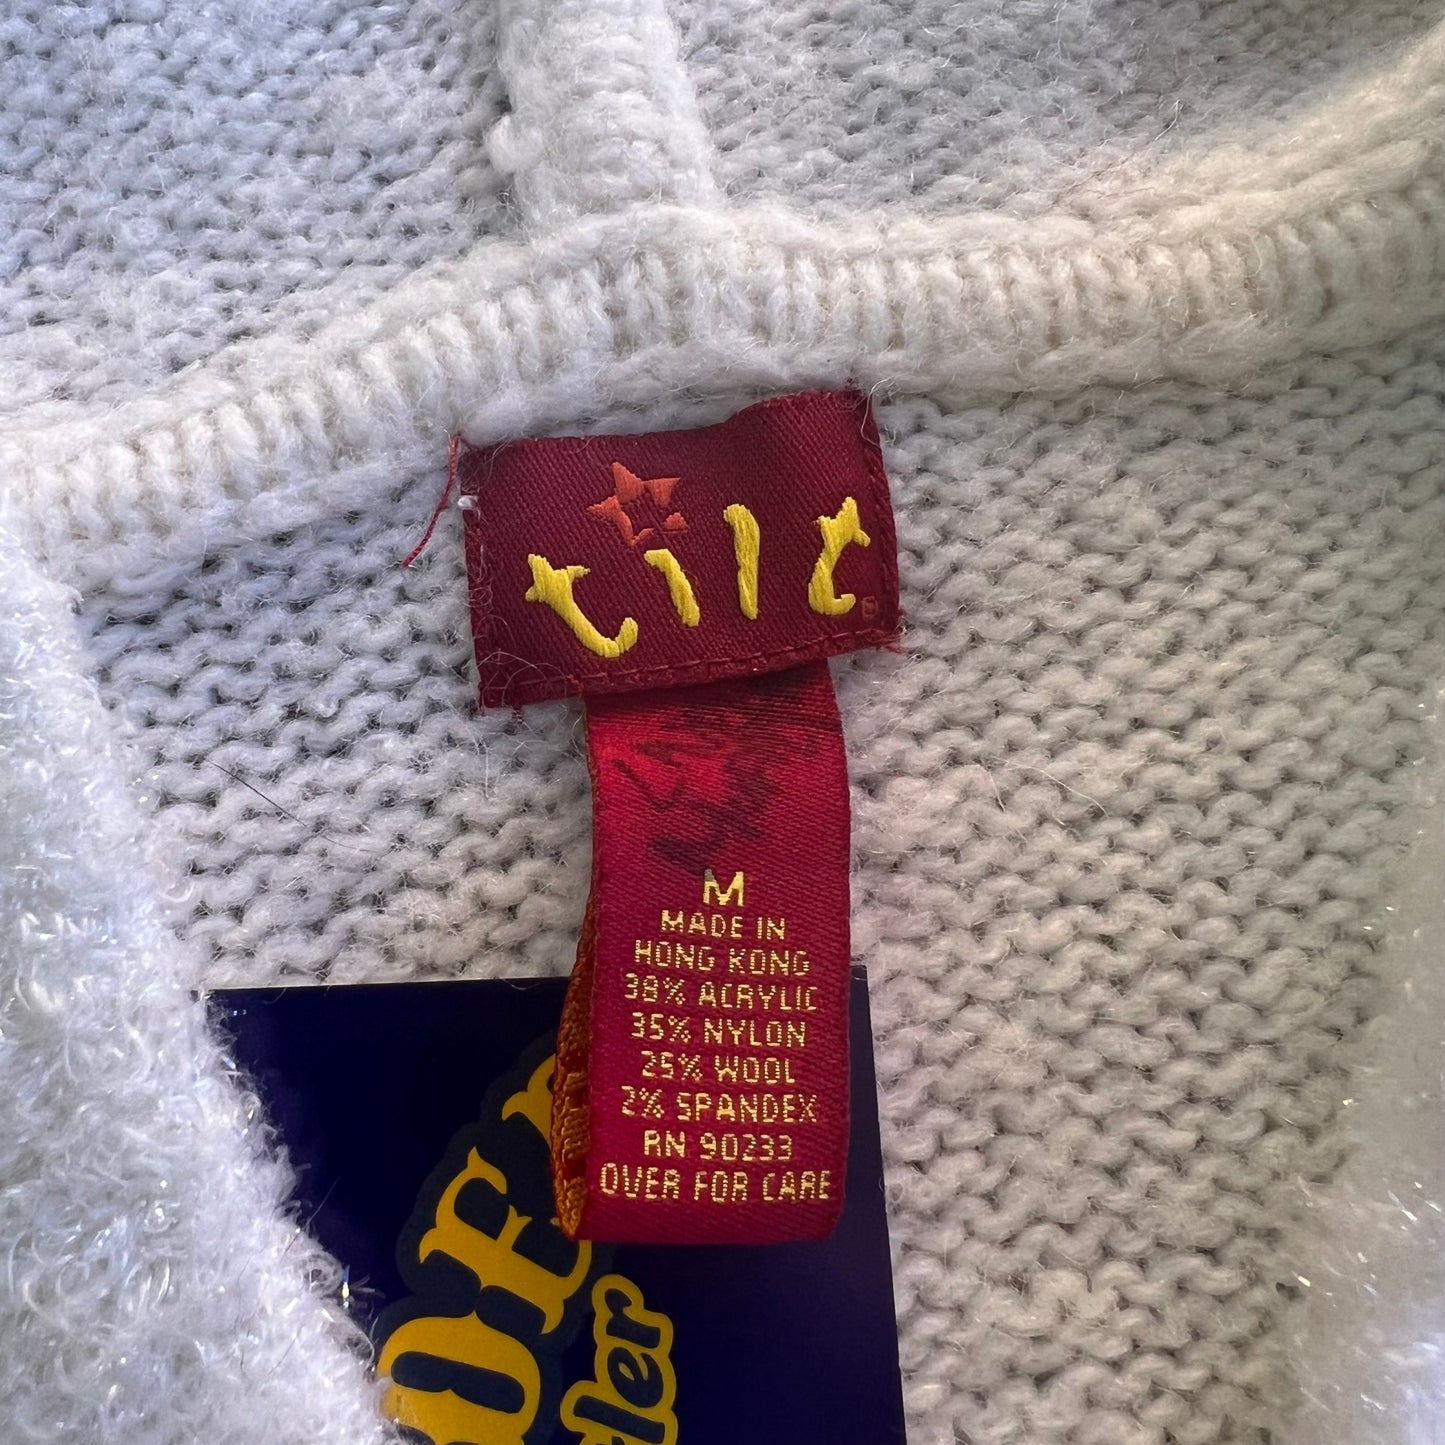 tilt
M
MADE IN
HONG KONG
38% ACRYLIC
35% NYLON
25% WOOL
2% SPANDEX
RN 90233
OVER FOR CARE